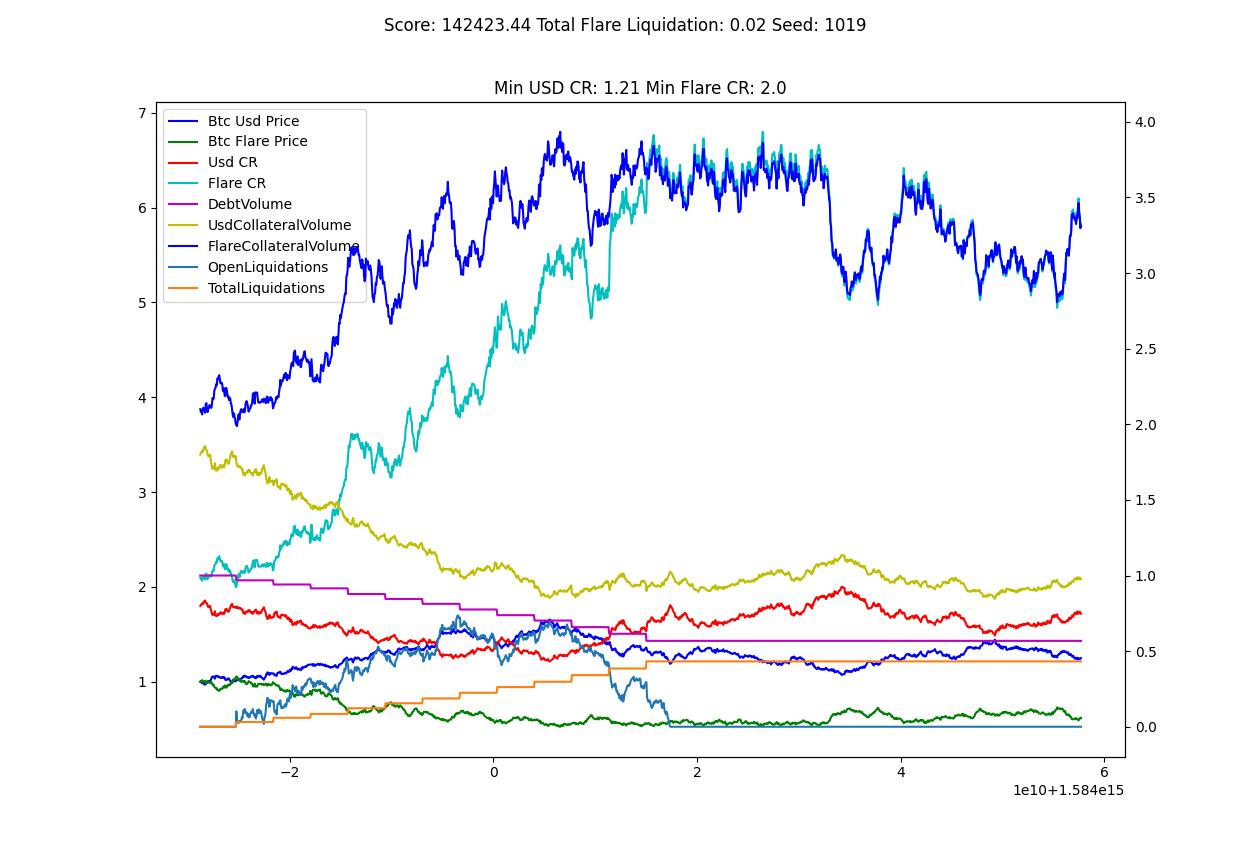 Score: 142423.44 Total Flare Liquidation: 0.02 Seed: 1019
Min USD CR: 1.21 Min Flare CR: 2.0
Btc Usd Price
Btc Flare Price
Usd CR
Flare CR
DebtVolume
UsdCollateralVolume
FlareCollateralVolume
OpenLiquidations
TotalLiquidations
7
6
5
4
3
2
1
4.0
3.5
3.0
2.5
2.0
1.5
1.0
0.5
0.0
−2 0 2 4 6
1e10+1.584e15